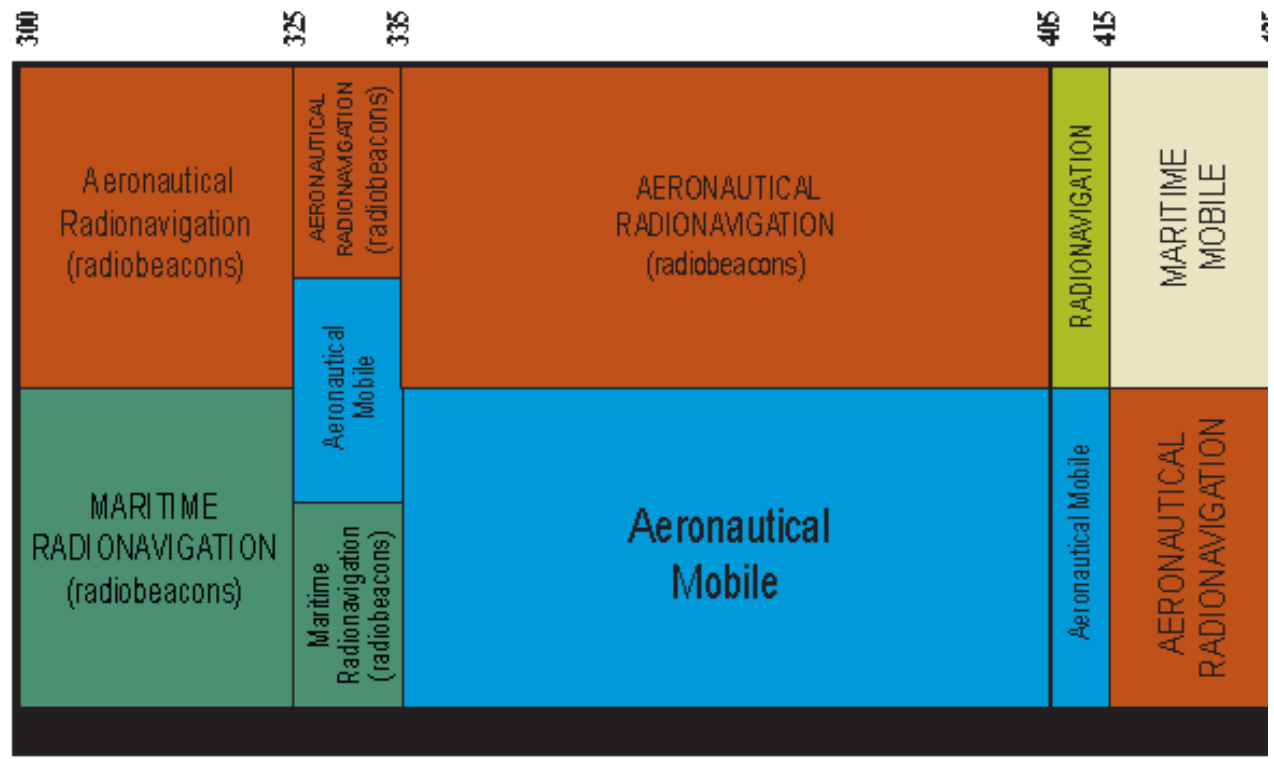 300
325
335
405
415
Aeronautical
Radionavigation
(radiobeacons)
AERONAUTICAL
RADIONAVIGATION
(radiobeacons)
AERONAUTICAL
RADIONAVIGATION
(radiobeacons)
RADIONAVIGATION
MARITIME
MOBILE
Aeronautical
Mobile
MARITIME
RADIONAVIGATION
(radiobeacons)
Maritime
Radionavigation
(radiobeacons)
Aeronautical
Mobile
Aeronautical Mobile
AERONAUTICAL
RADIONAVIGATION